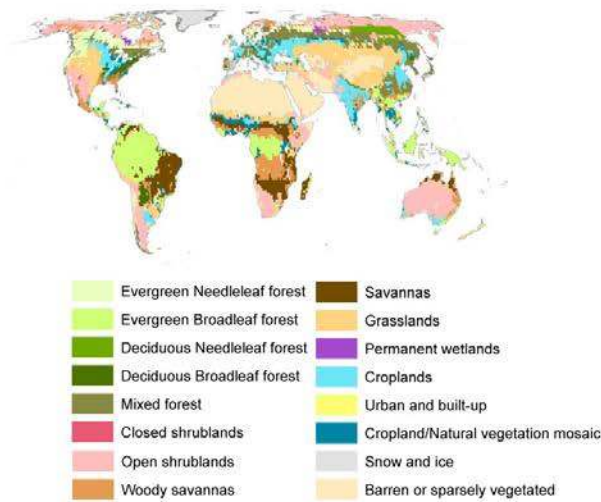 Evergreen Needleleaf forest
Evergreen Broadleaf forest
Deciduous Needleleaf forest
Deciduous Broadleaf forest
Mixed forest
Closed shrublands
Open shrublands
Woody savannas
Savannas
Grasslands
Permanent wetlands
Croplands
Urban and built-up
Cropland/Natural vegetation mosaic
Snow and ice
Barren or sparsely vegetated